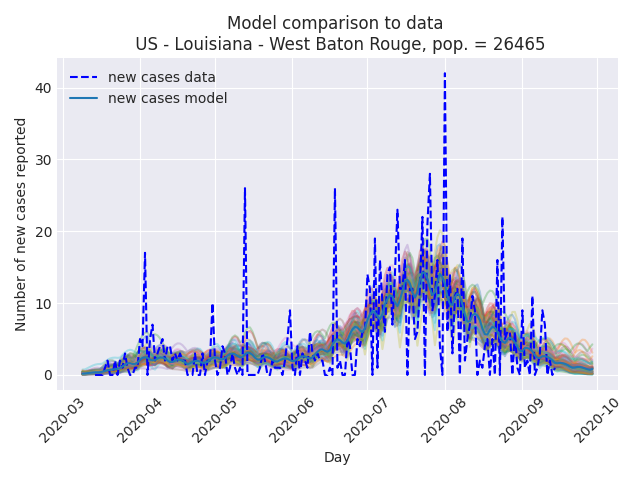 Model comparison to data
US - Louisiana - West Baton Rouge, pop. = 26465
new cases data
new cases model
Number of new cases reported
40
30
20
10
0
2020-03
2020-04
2020-05
2020-06
2020-07
2020-08
2020-09
2020-10
Day